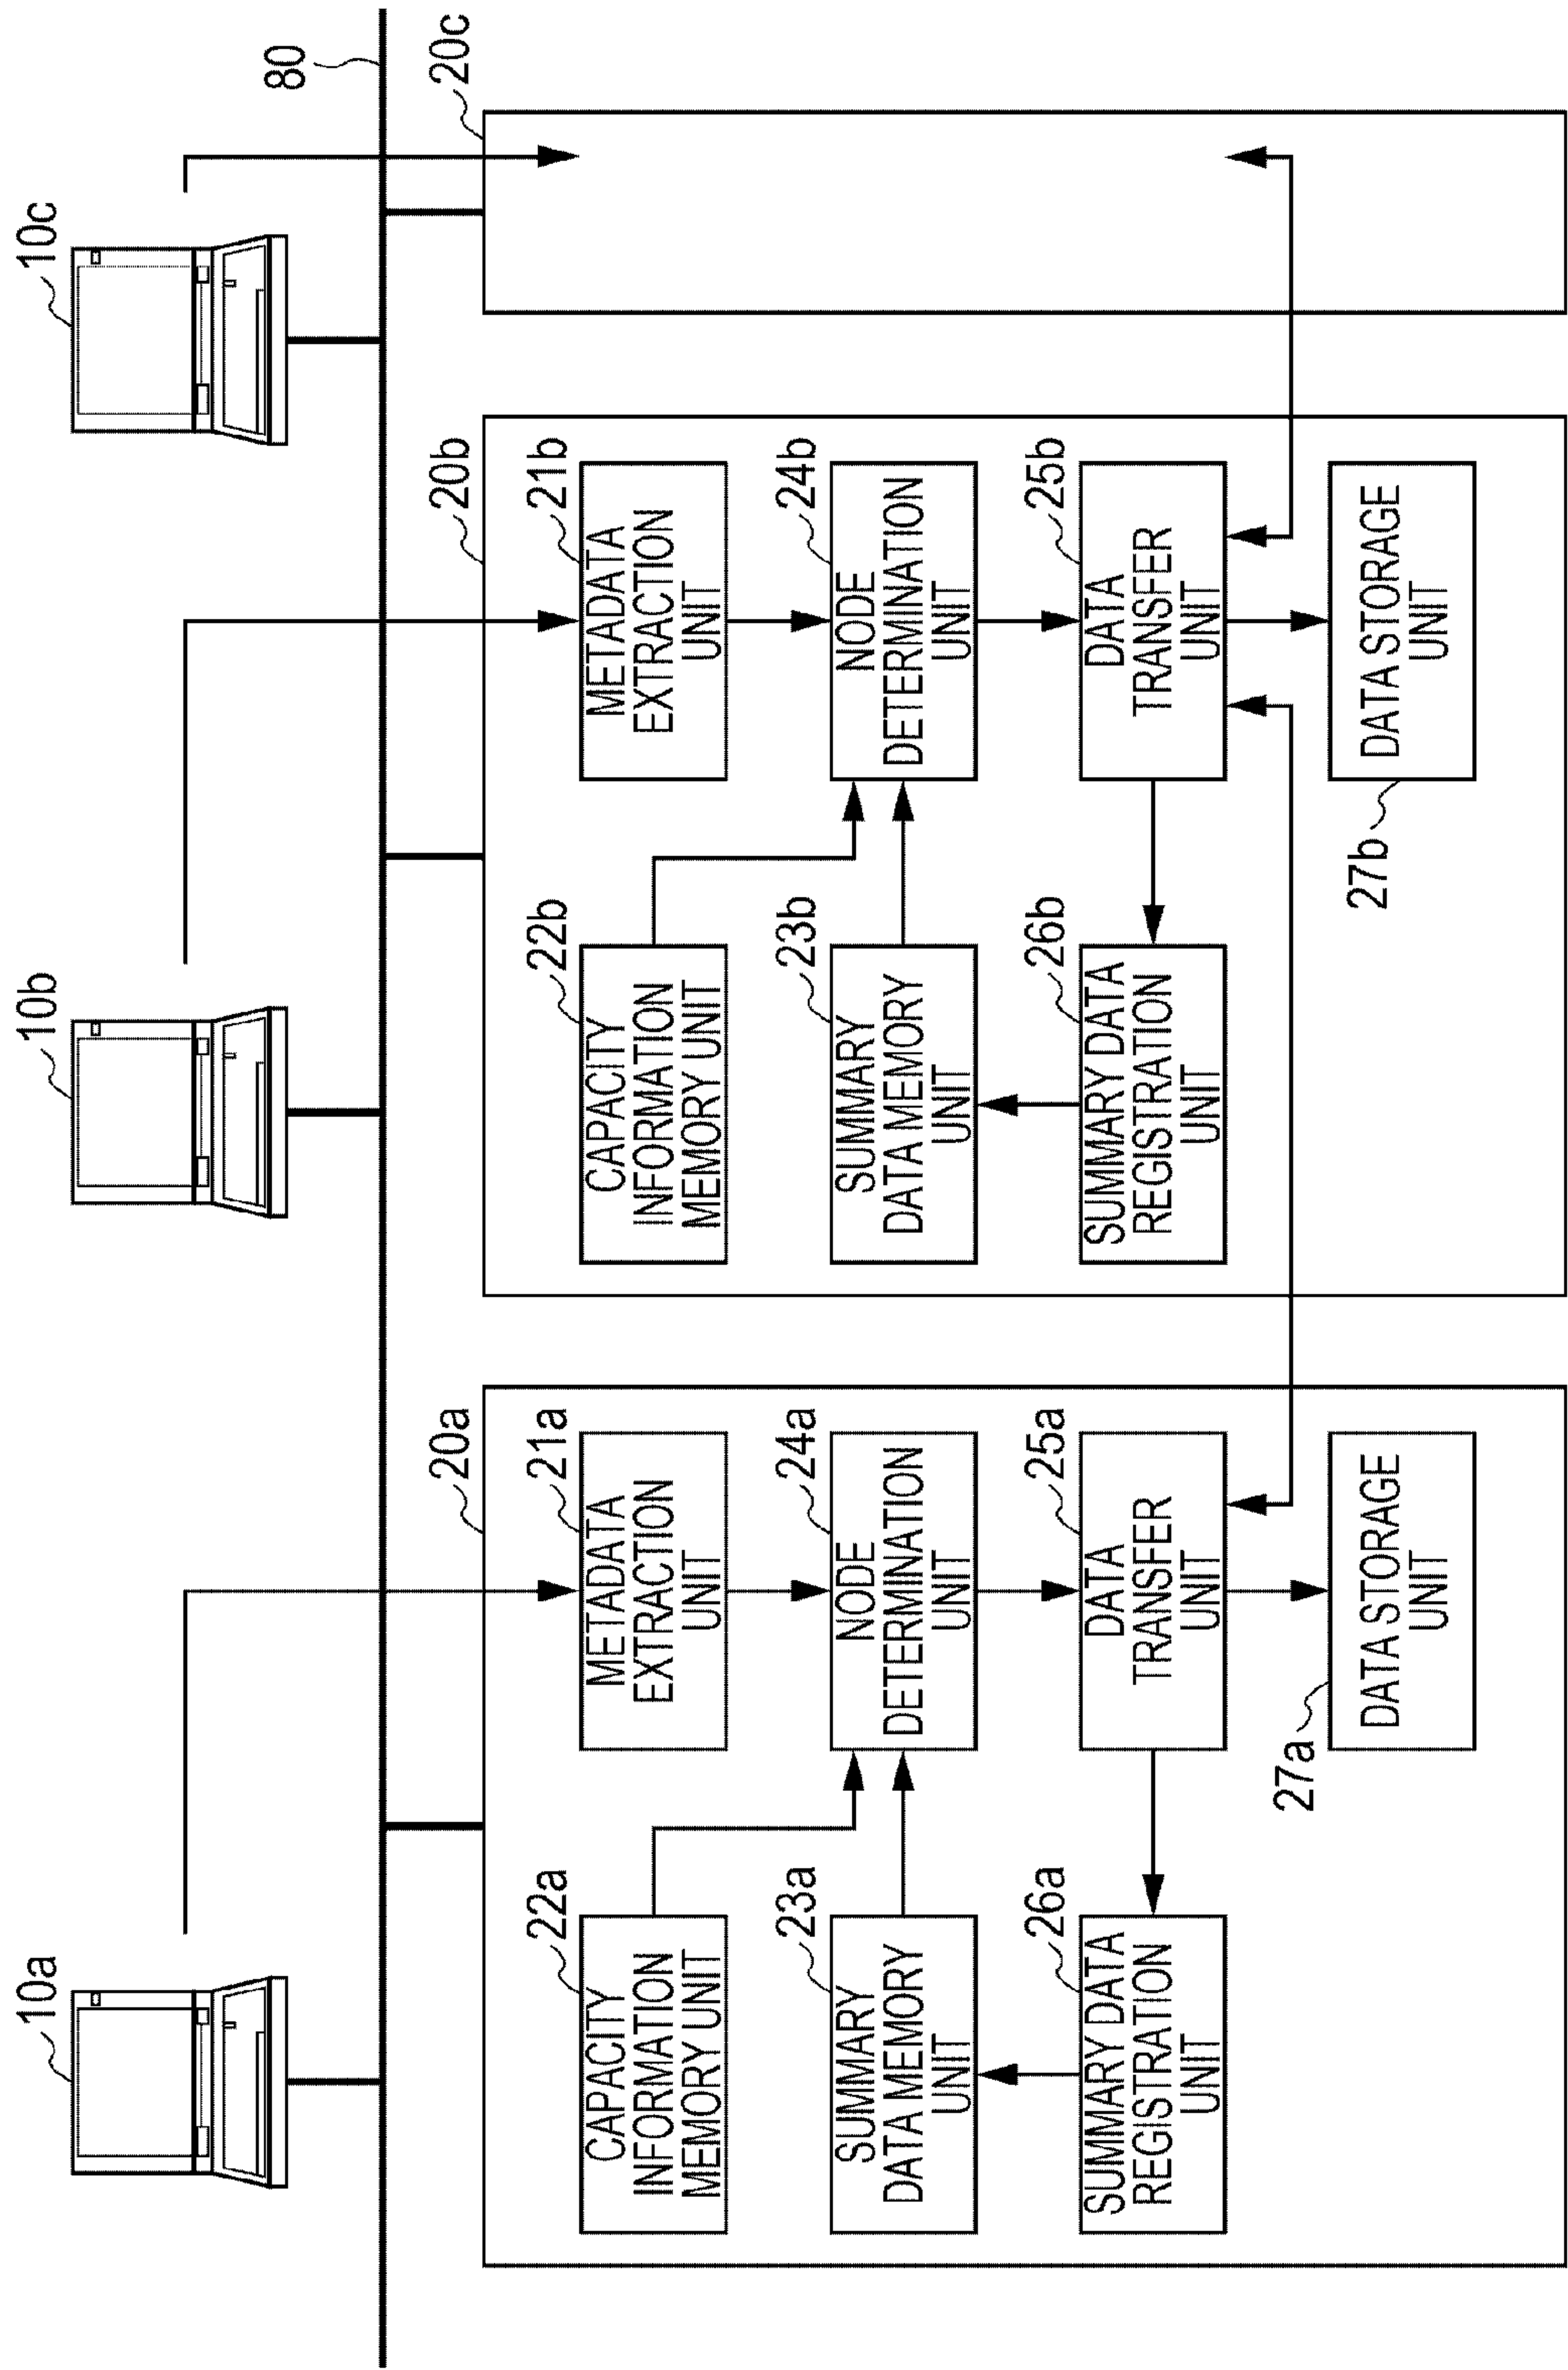 10a
10b
10c
80
20a
20b
20c
22a
CAPACITY
INFORMATION
MEMORY UNIT
21a
METADATA
EXTRACTION
UNIT
23a
SUMMARY
DATA MEMORY
UNIT
24a
NODE
DETERMINATION
UNIT
26a
SUMMARY DATA
REGISTRATION
UNIT
25a
DATA
TRANSFER
UNIT
27a
DATA STORAGE
UNIT
22b
CAPACITY
INFORMATION
MEMORY UNIT
21b
METADATA
EXTRACTION
UNIT
23b
SUMMARY
DATA MEMORY
UNIT
24b
NODE
DETERMINATION
UNIT
26b
SUMMARY DATA
REGISTRATION
UNIT
25b
DATA
TRANSFER
UNIT
27b
DATA STORAGE
UNIT